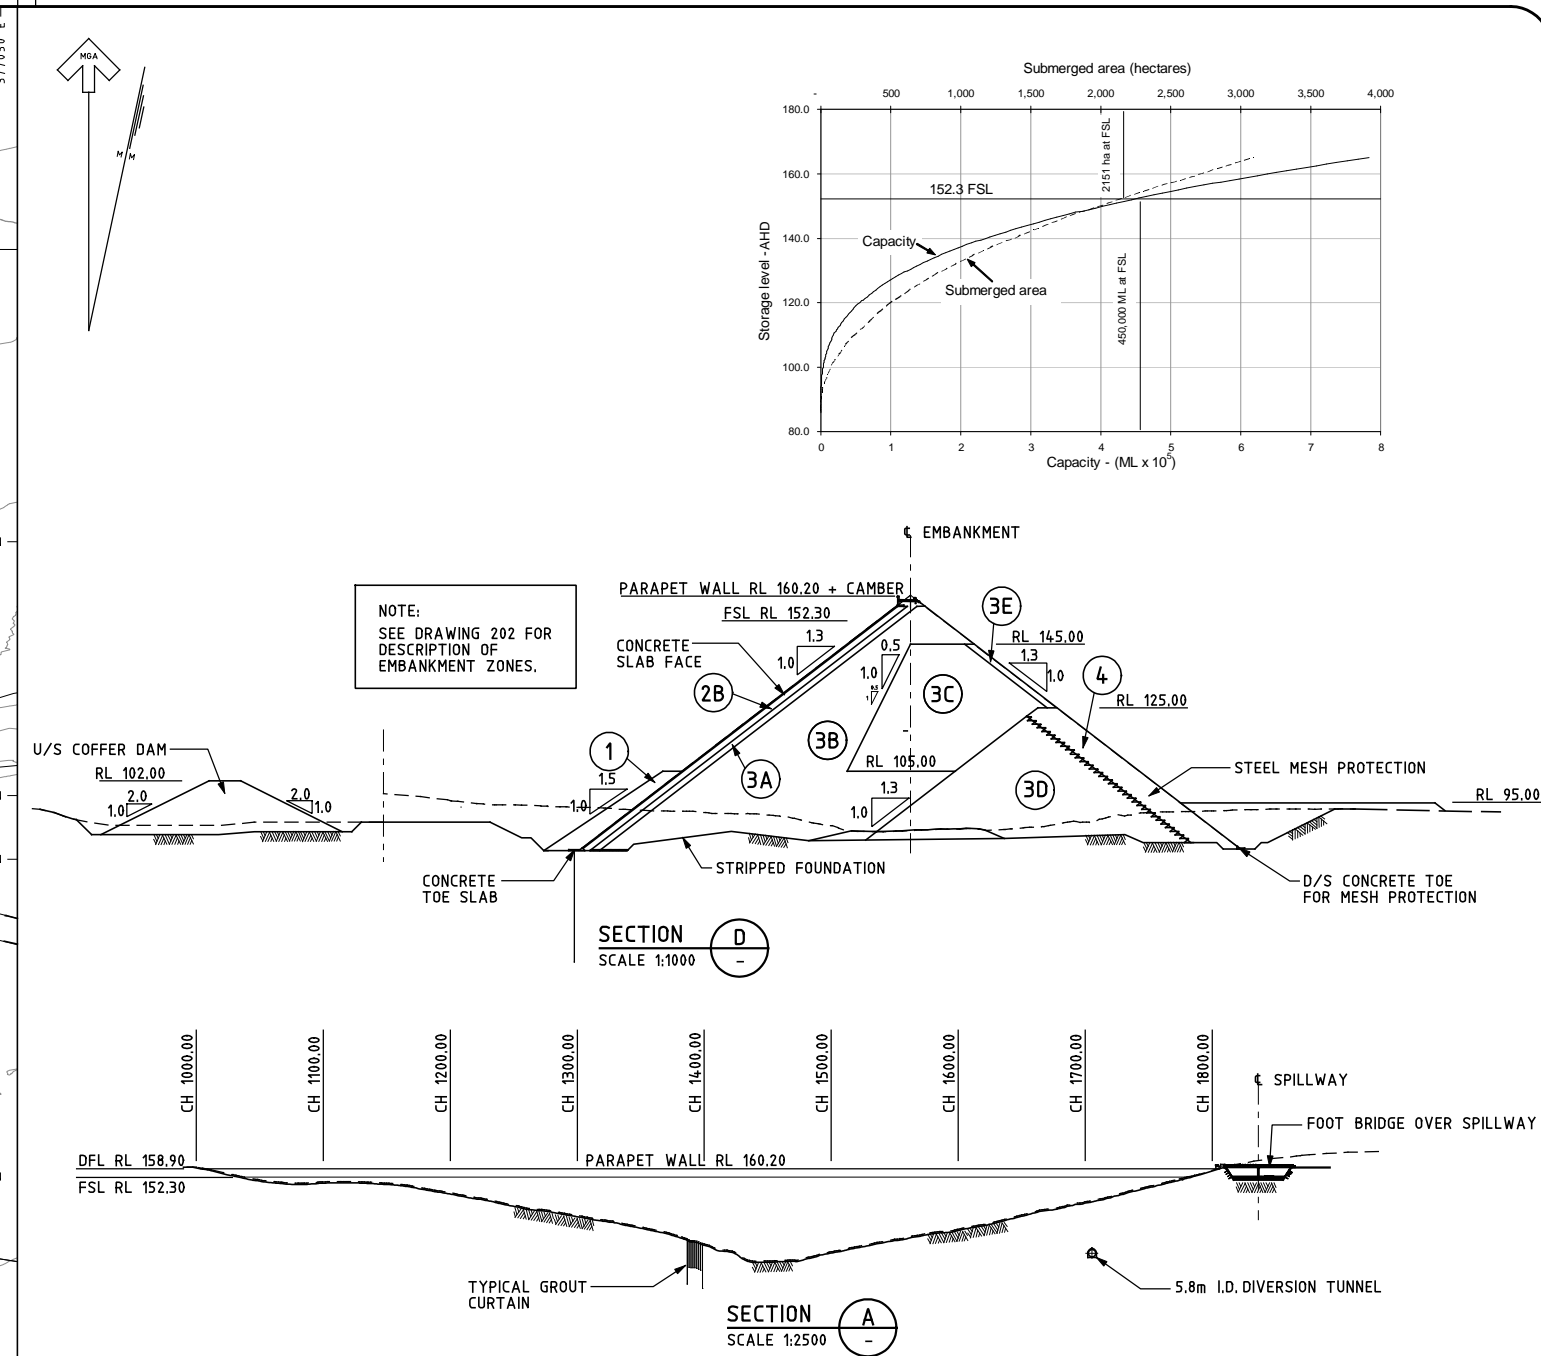 377050 E
MGA
M M
Submerged area (hectares)
- 500 1,000 1,500 2,000 2,500 3,000 3,500 4,000
180.0
160.0
140.0
120.0
100.0
80.0
Storage level -AHD
152.3 FSL
2151 ha at FSL
Capacity
Submerged area
450,000 ML at FSL
0 1 2 3 4 5 6 7 8
Capacity - (ML x 10⁵)
℄ EMBANKMENT
NOTE:
SEE DRAWING 202 FOR
DESCRIPTION OF
EMBANKMENT ZONES.
PARAPET WALL RL 160.20 + CAMBER
FSL RL 152.30
CONCRETE
SLAB FACE
1.3
1.0
0.5
1.0
3E
RL 145.00
1.3
1.0
2B
3C
4
RL 125.00
U/S COFFER DAM
RL 102.00
2.0
1.0
2.0
1.0
1
1.5
1.0
3A
3B
RL 105.00
1.3
1.0
3D
STEEL MESH PROTECTION
RL 95.00
CONCRETE
TOE SLAB
STRIPPED FOUNDATION
D/S CONCRETE TOE
FOR MESH PROTECTION
SECTION D
SCALE 1:1000 -
CH 1000.00
CH 1100.00
CH 1200.00
CH 1300.00
CH 1400.00
CH 1500.00
CH 1600.00
CH 1700.00
CH 1800.00
℄ SPILLWAY
FOOT BRIDGE OVER SPILLWAY
DFL RL 158.90
PARAPET WALL RL 160.20
FSL RL 152.30
TYPICAL GROUT
CURTAIN
5.8m I.D. DIVERSION TUNNEL
SECTION A
SCALE 1:2500 -